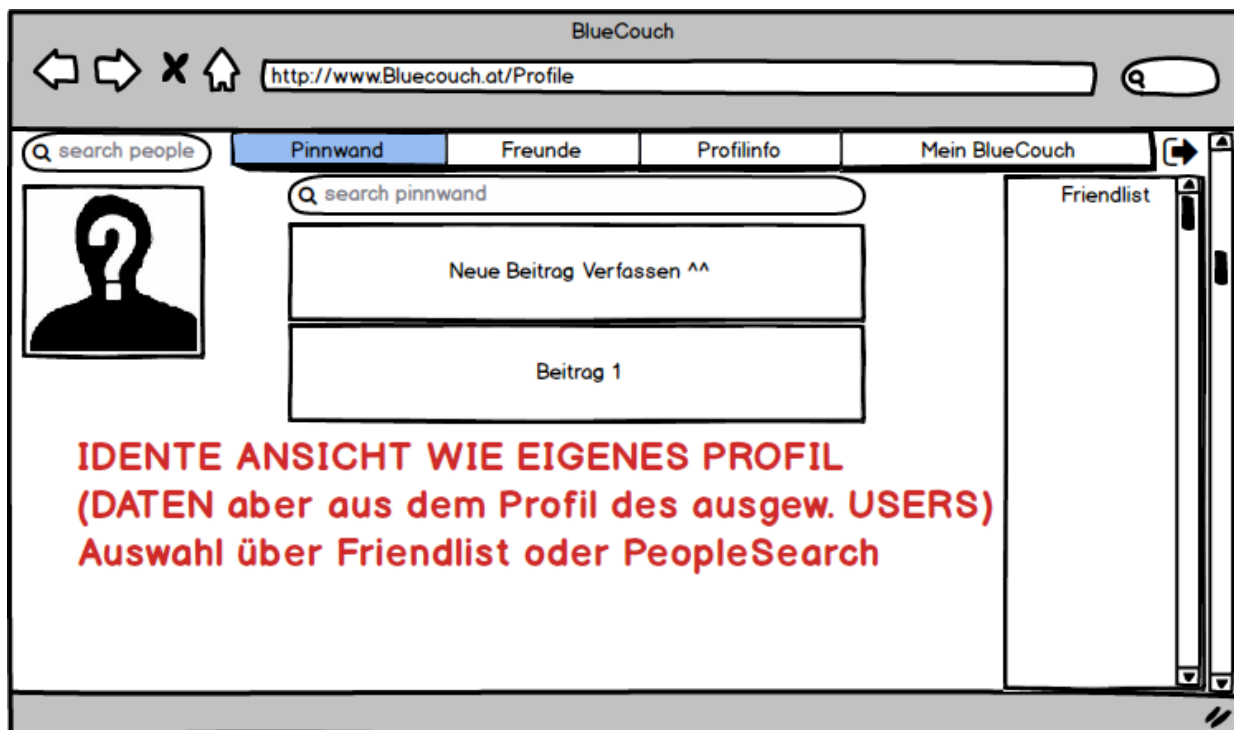 BlueCouch
http://www.Bluecouch.at/Profile
search people
Pinnwand
Freunde
Profilinfo
Mein BlueCouch
search pinnwand
Friendlist
Neue Beitrag Verfassen ^^
Beitrag 1
IDENTE ANSICHT WIE EIGENES PROFIL
(DATEN aber aus dem Profil des ausgew. USERS)
Auswahl über Friendlist oder PeopleSearch